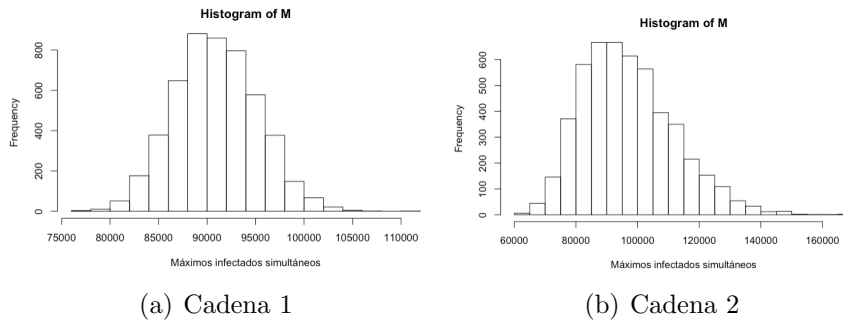 Histogram of M
Frequency
800
600
400
200
0
75000 80000 85000 90000 95000 100000 105000 110000
Máximos infectados simultáneos
(a) Cadena 1
Histogram of M
Frequency
600
500
400
300
200
100
0
60000 80000 100000 120000 140000 160000
Máximos infectados simultáneos
(b) Cadena 2